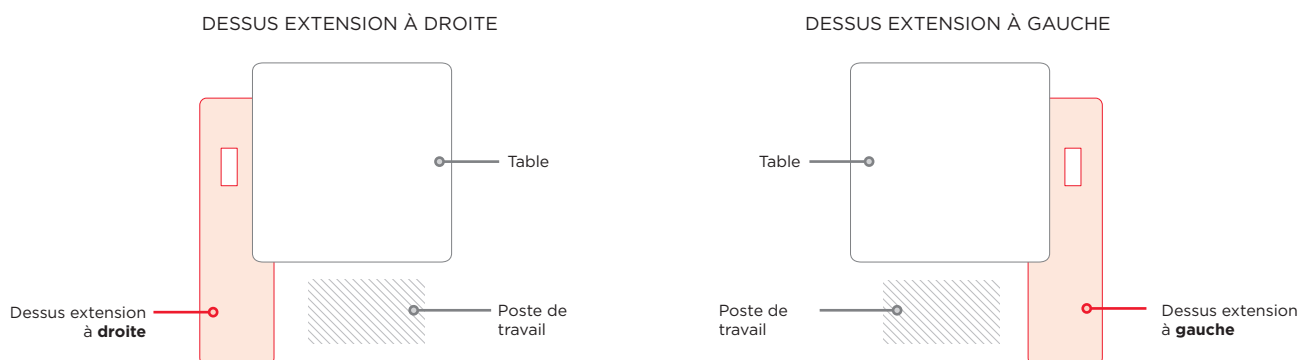 DESSUS EXTENSION À DROITE
Table
Dessus extension
à droite
Poste de
travail
DESSUS EXTENSION À GAUCHE
Table
Poste de
travail
Dessus extension
à gauche